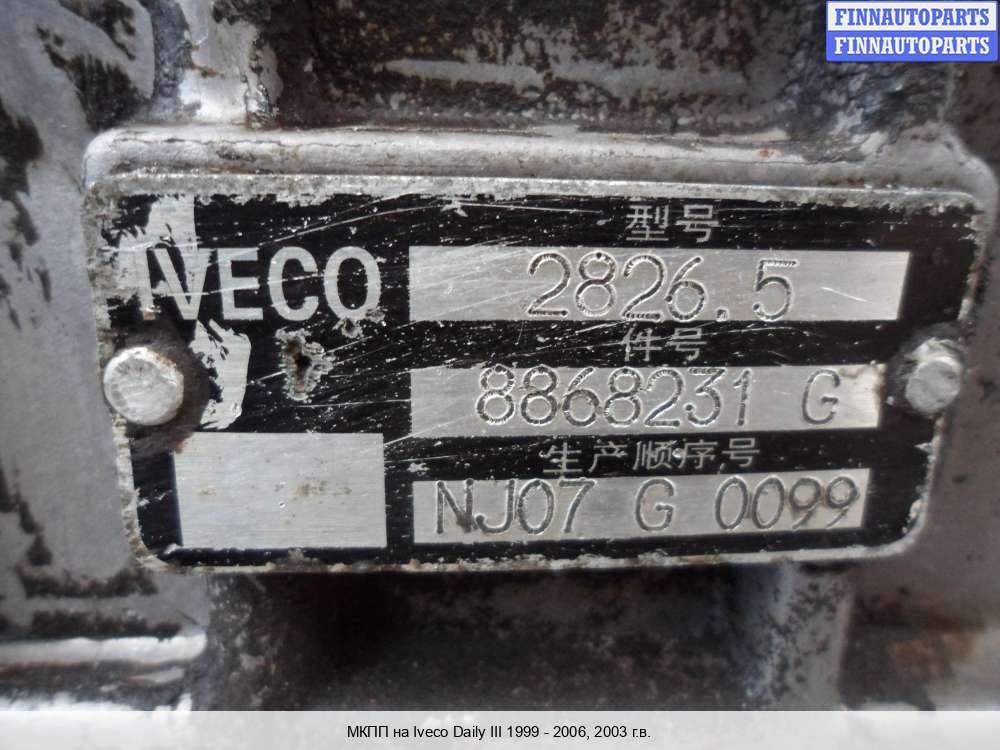 FINNAUTOPARTS
FINNAUTOPARTS
型号
IVECO
2826.5
件号
8868231 G
生产顺序号
NJ07 G 0099
МКПП на Iveco Daily III 1999 - 2006, 2003 г.в.